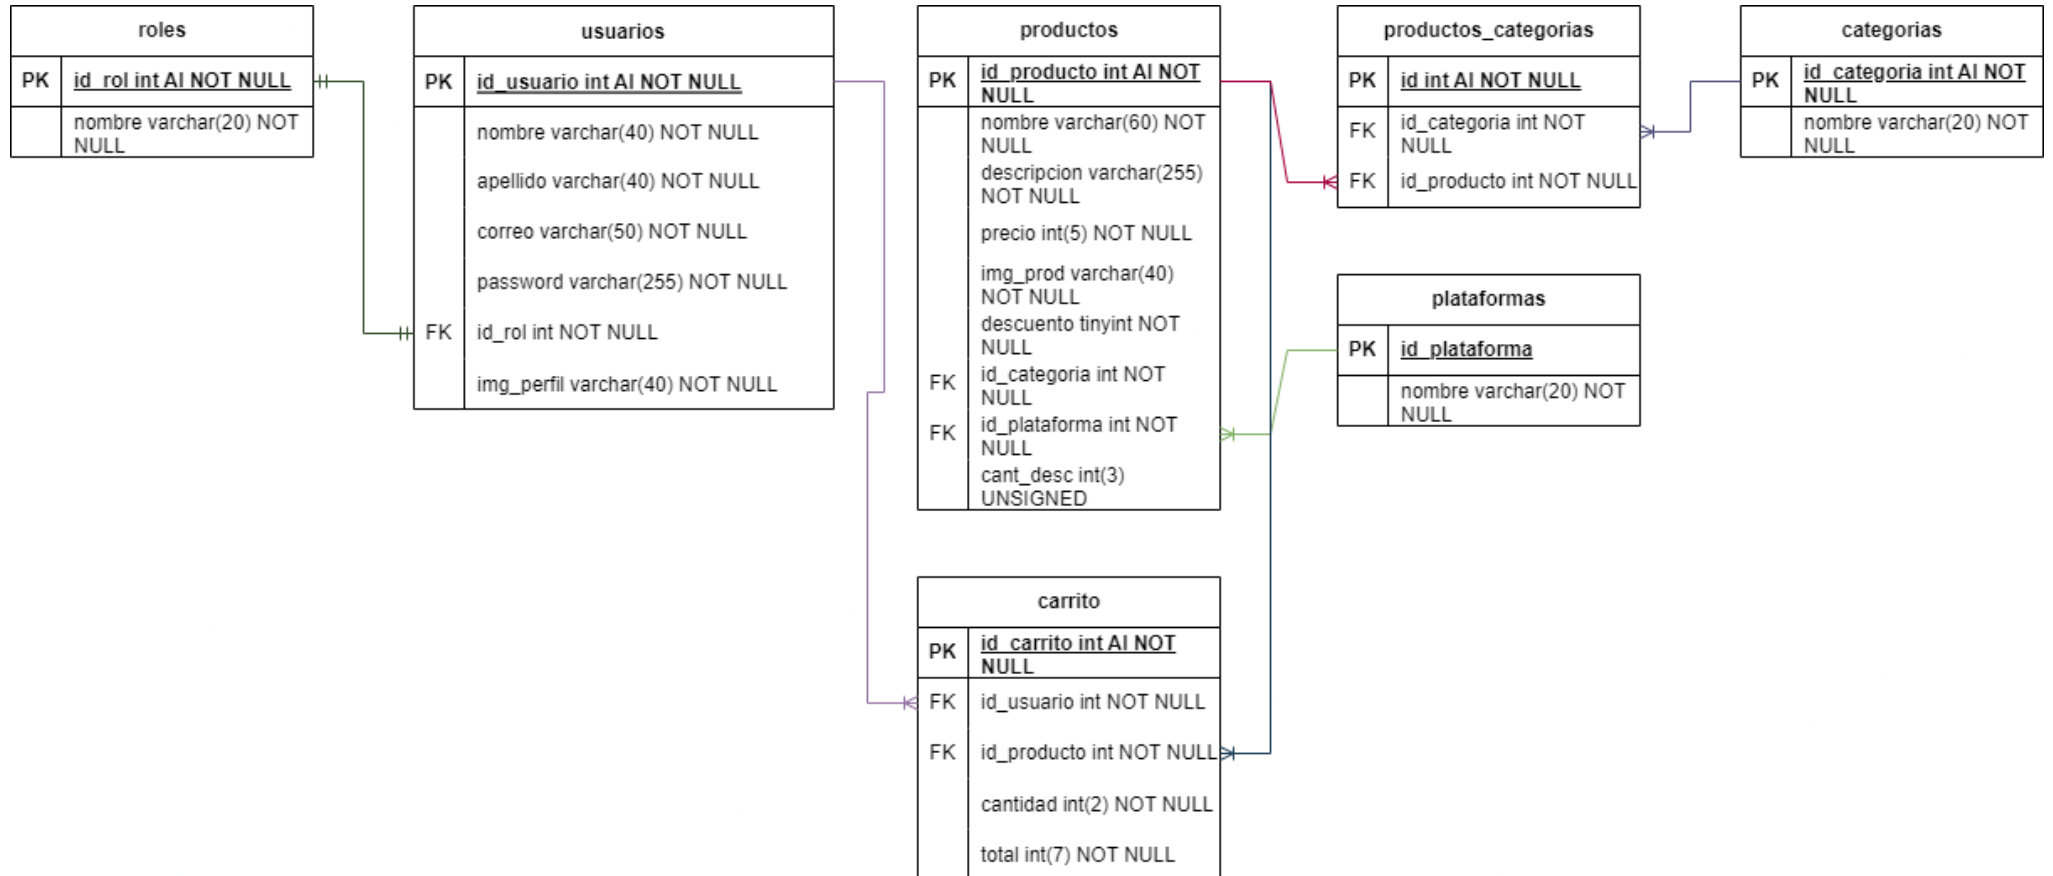 roles
PK
id_rol int AI NOT NULL
nombre varchar(20) NOT
NULL
usuarios
PK
id_usuario int AI NOT NULL
nombre varchar(40) NOT NULL
apellido varchar(40) NOT NULL
correo varchar(50) NOT NULL
password varchar(255) NOT NULL
FK
id_rol int NOT NULL
img_perfil varchar(40) NOT NULL
productos
PK
id_producto int AI NOT
NULL
nombre varchar(60) NOT
NULL
descripcion varchar(255)
NOT NULL
precio int(5) NOT NULL
img_prod varchar(40)
NOT NULL
descuento tinyint NOT
NULL
FK
id_categoria int NOT
NULL
FK
id_plataforma int NOT
NULL
cant_desc int(3)
UNSIGNED
productos_categorias
PK
id int AI NOT NULL
FK
id_categoria int NOT
NULL
FK
id_producto int NOT NULL
categorias
PK
id_categoria int AI NOT
NULL
nombre varchar(20) NOT
NULL
plataformas
PK
id_plataforma
nombre varchar(20) NOT
NULL
carrito
PK
id_carrito int AI NOT
NULL
FK
id_usuario int NOT NULL
FK
id_producto int NOT NULL
cantidad int(2) NOT NULL
total int(7) NOT NULL